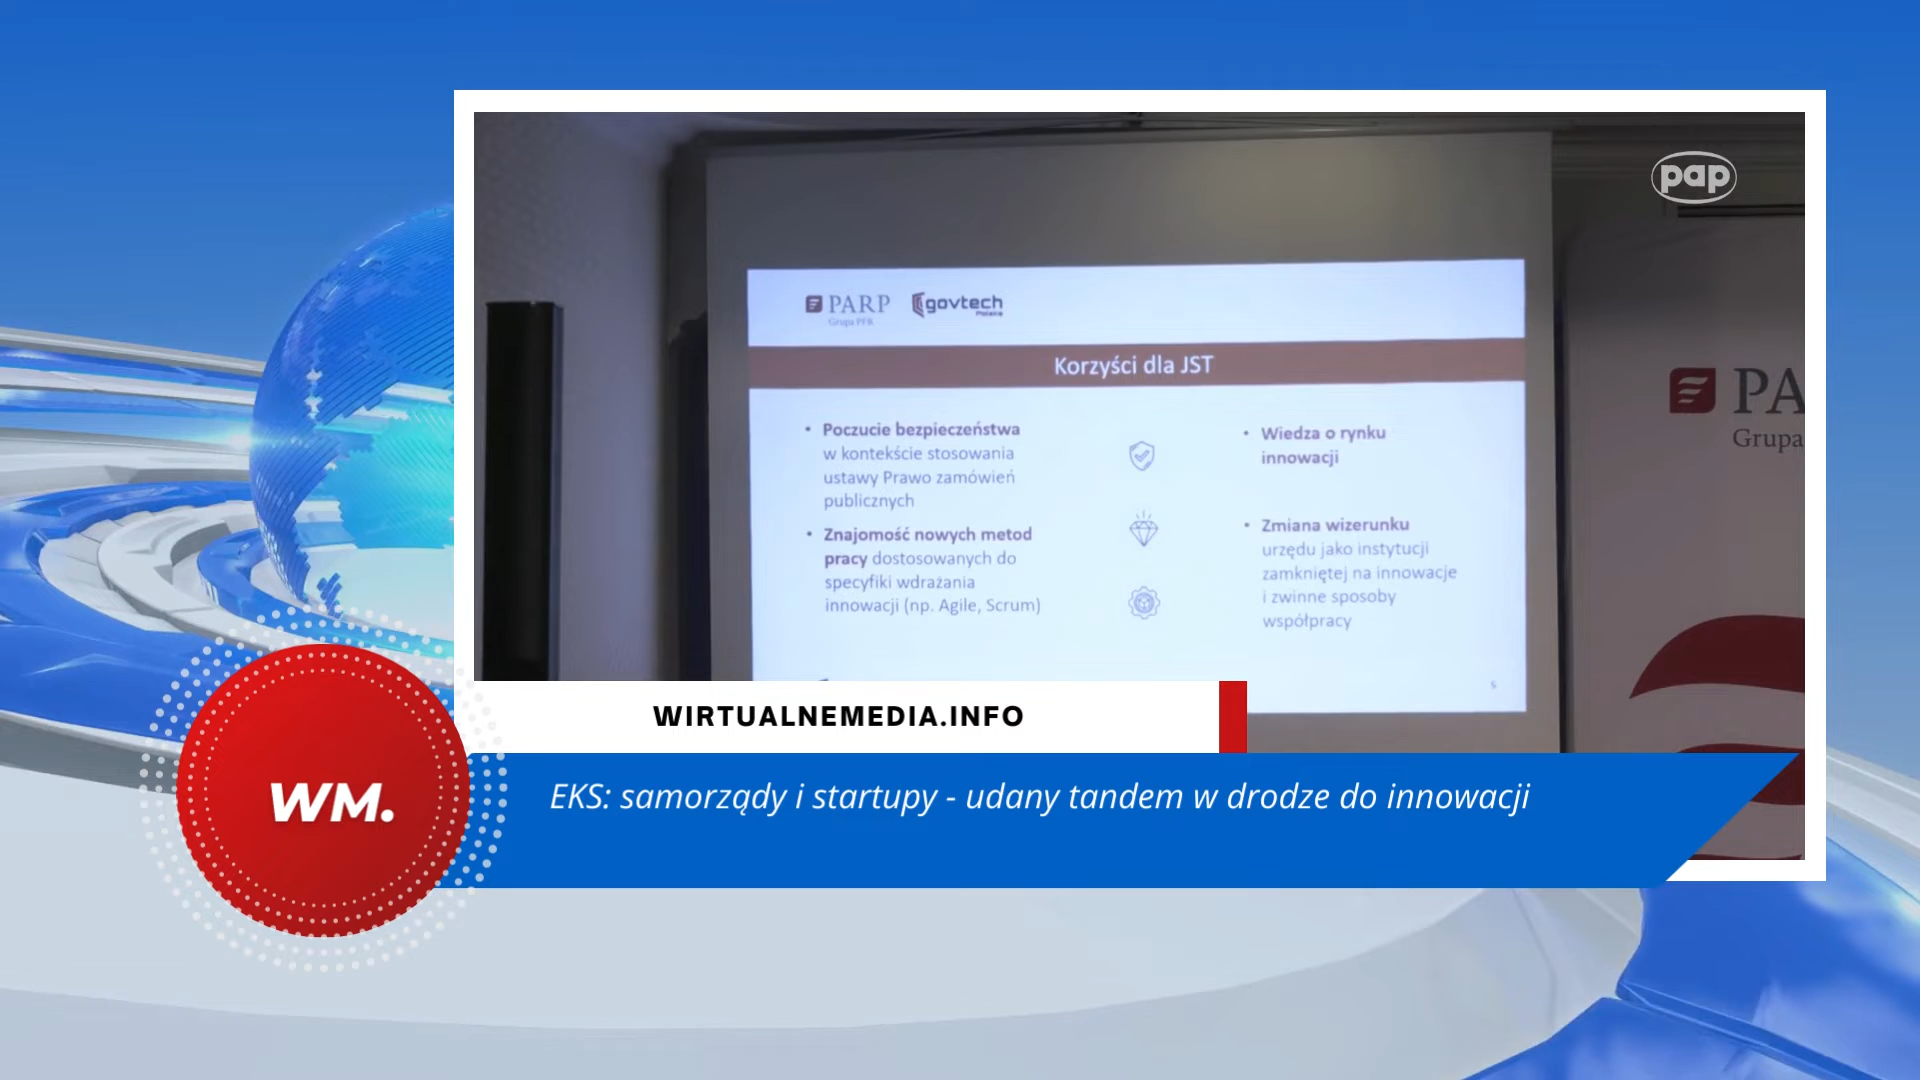 pap
PARP
Grupa PFR
govtech
Polska
Korzyści dla JST
• Poczucie bezpieczeństwa
w kontekście stosowania
ustawy Prawo zamówień
publicznych
• Znajomość nowych metod
pracy dostosowanych do
specyfiki wdrażania
innowacji (np. Agile, Scrum)
• Wiedza o rynku
innowacji
• Zmiana wizerunku
urzędu jako instytucji
zamkniętej na innowacje
i zwinne sposoby
współpracy
5
PA
Grupa
WIRTUALNEMEDIA.INFO
WM.
EKS: samorządy i startupy - udany tandem w drodze do innowacji